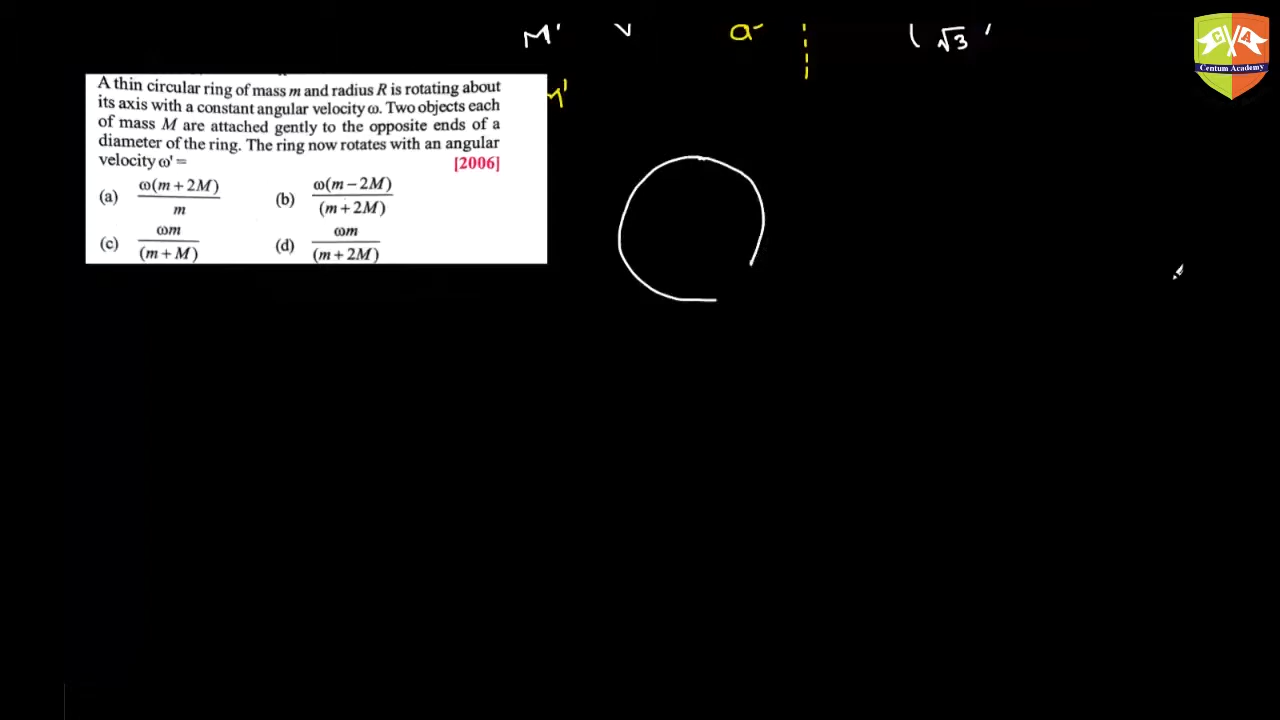 M' a ( √3 '
M'
A thin circular ring of mass m and radius R is rotating about
its axis with a constant angular velocity ω. Two objects each
of mass M are attached gently to the opposite ends of a
diameter of the ring. The ring now rotates with an angular
velocity ω' = [2006]
(a) ω(m + 2M) / m (b) ω(m − 2M) / (m + 2M)
(c) ωm / (m + M) (d) ωm / (m + 2M)
C A
Centum Academy